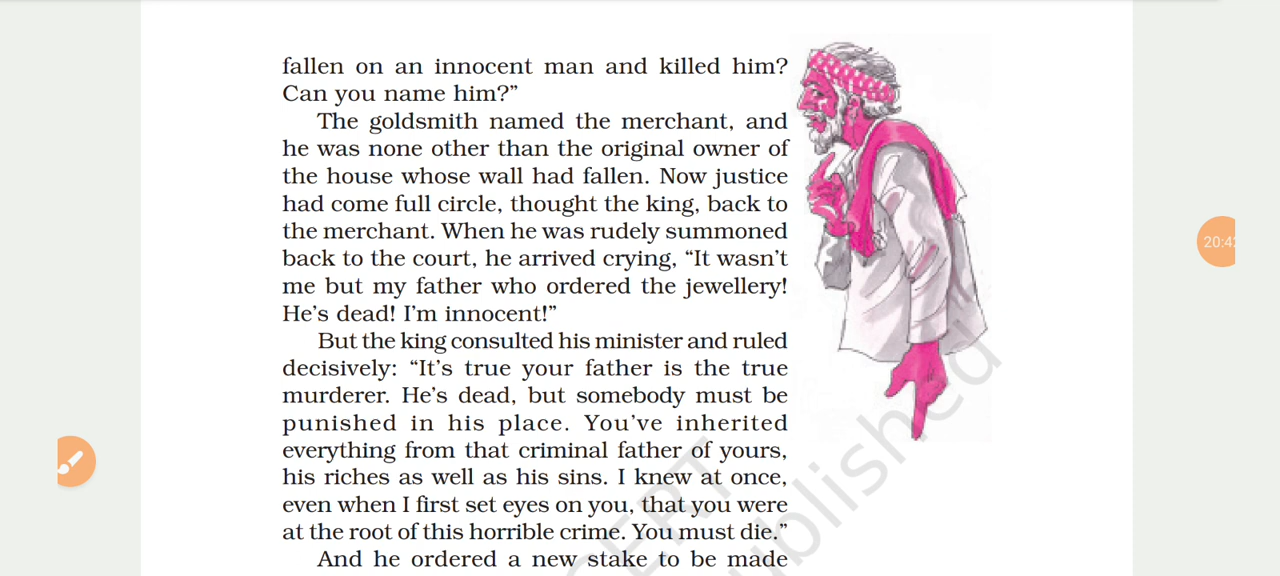 fallen on an innocent man and killed him?
Can you name him?”
The goldsmith named the merchant, and
he was none other than the original owner of
the house whose wall had fallen. Now justice
had come full circle, thought the king, back to
the merchant. When he was rudely summoned
back to the court, he arrived crying, “It wasn’t
me but my father who ordered the jewellery!
He’s dead! I’m innocent!”
But the king consulted his minister and ruled
decisively: “It’s true your father is the true
murderer. He’s dead, but somebody must be
punished in his place. You’ve inherited
everything from that criminal father of yours,
his riches as well as his sins. I knew at once,
even when I first set eyes on you, that you were
at the root of this horrible crime. You must die.”
And he ordered a new stake to be made